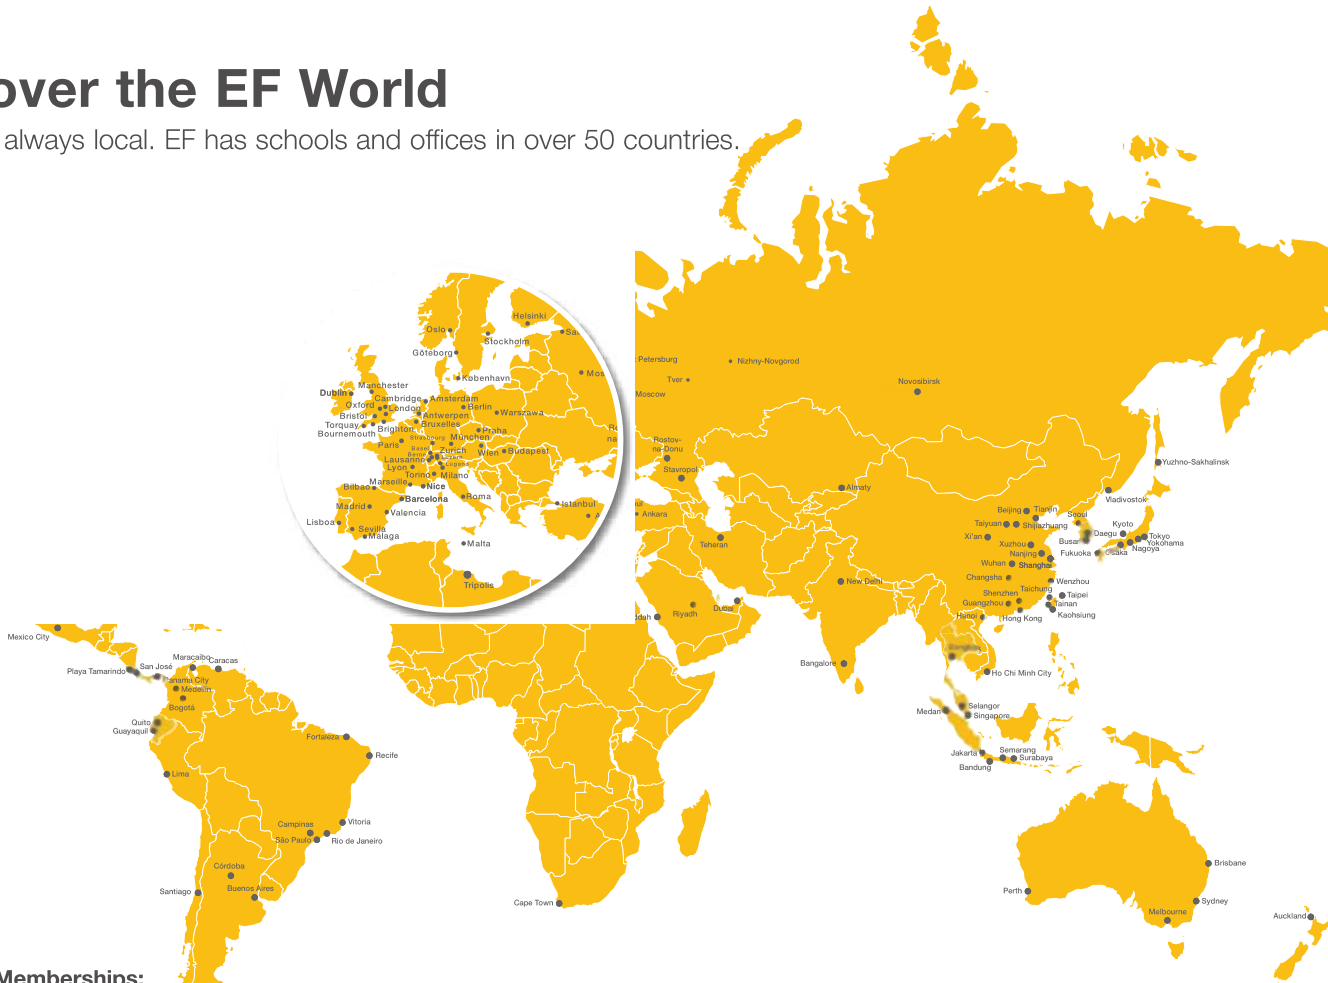 over the EF World
always local. EF has schools and offices in over 50 countries.
Helsinki
Oslo
Stockholm
Göteborg
København
Manchester
Dublin
Cambridge
Amsterdam
Oxford
London
Berlin
Bristol
Antwerpen
Warszawa
Torquay
Brighton
Bruxelles
Bournemouth
Praha
Strasbourg
München
Paris
Basel
Zurich
Wien
Budapest
Berne
Luzern
Lausanne
Lugano
Lyon
Torino
Milano
Marseille
Nice
Bilbao
Barcelona
Roma
Madrid
Valencia
Istanbul
Lisboa
Sevilla
Málaga
Malta
Tripolis
Petersburg
Nizhny-Novgorod
Tver
Moscow
Novosibirsk
Rostov-
na-Donu
Stavropol
Yuzhno-Sakhalinsk
Almaty
Vladivostok
Ankara
Beijing
Tianjin
Seoul
Taiyuan
Shijiazhuang
Kyoto
Xi'an
Daegu
Tokyo
Teheran
Xuzhou
Busan
Yokohama
Nanjing
Fukuoka
Osaka
Nagoya
Wuhan
Shanghai
New Delhi
Changsha
Wenzhou
Taichung
Shenzhen
Taipei
Guangzhou
Tainan
Riyadh
Dubai
Hanoi
Hong Kong
Kaohsiung
Bangkok
Bangalore
Ho Chi Minh City
Medan
Selangor
Singapore
Jakarta
Semarang
Surabaya
Bandung
Mexico City
Maracaibo
Caracas
Playa Tamarindo
San José
Panama City
Medellin
Bogotá
Quito
Guayaquil
Fortaleza
Recife
Lima
Vitoria
Campinas
São Paulo
Rio de Janeiro
Córdoba
Santiago
Buenos Aires
Cape Town
Brisbane
Perth
Sydney
Melbourne
Auckland
Memberships: